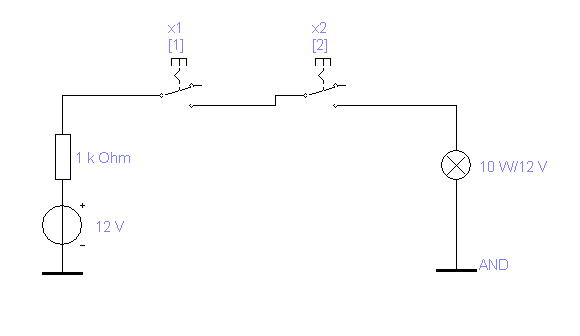 x1
[1]
x2
[2]
1 k Ohm
+
12 V
-
10 W/12 V
AND